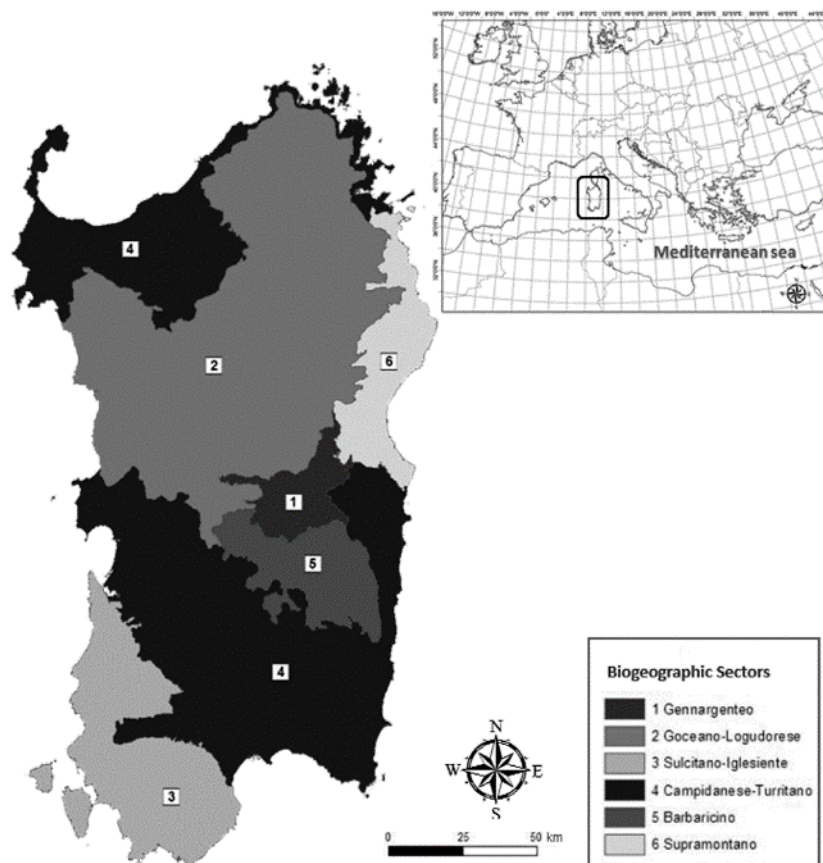 Mediterranean sea
4
2
6
1
5
4
3
N
W E
S
0 25 50 km
Biogeographic Sectors
1 Gennargenteo
2 Goceano-Logudorese
3 Sulcitano-Iglesiente
4 Campidanese-Turritano
5 Barbaricino
6 Supramontano